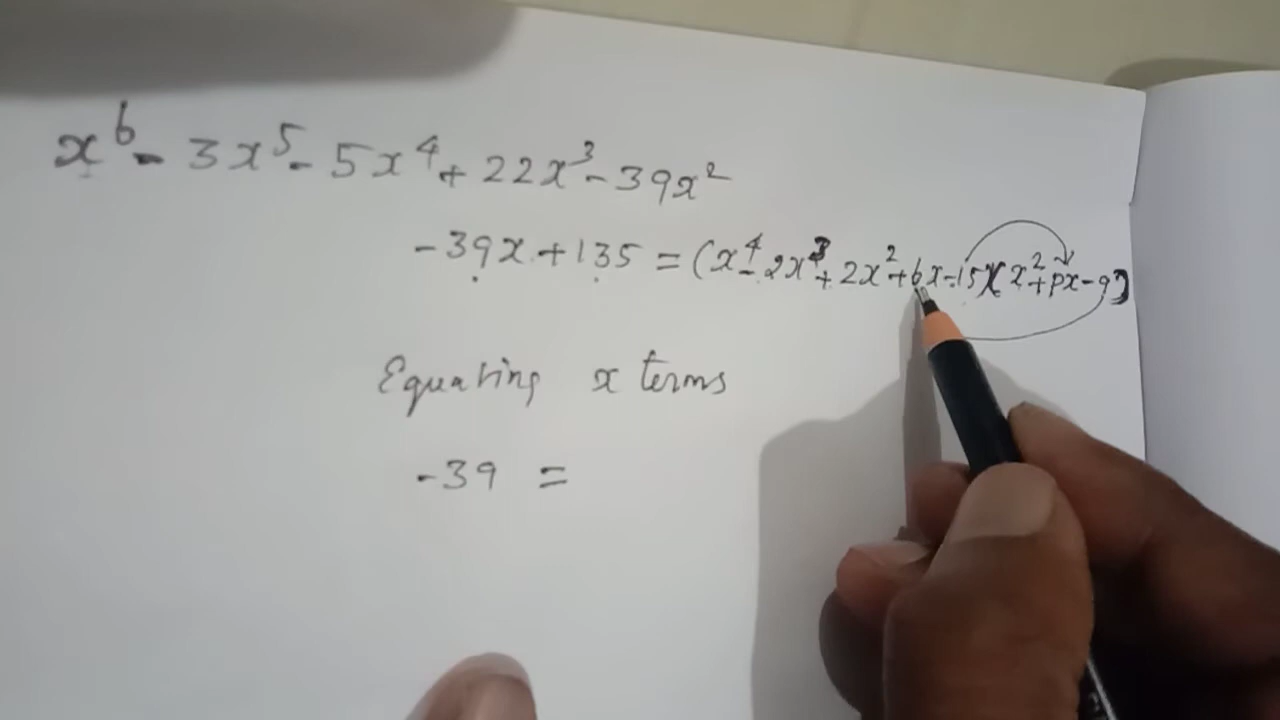 x⁶ - 3x⁵ - 5x⁴ + 22x³ - 39x²
-39x + 135 = (x⁴ - 2x³ + 2x² + 6x - 15)(x² + px - 9)
Equating x terms
-39 =